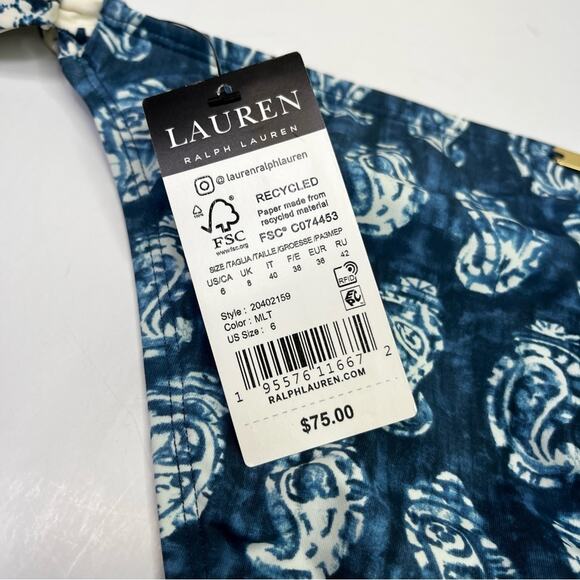 LAUREN
RALPH LAUREN
@laurenralphlauren
RECYCLED
Paper made from
recycled material
FSC® C074453
FSC
www.fsc.org
SIZE/TAGLIA/TAILLE/GROESSE/PA3MEP
US/CA UK IT F/E EUR RU
6 8 40 38 36 42
RFID
Style : 20402159
Color : MLT
US Size : 6
1 95576 11667 2
RALPHLAUREN.COM
$75.00